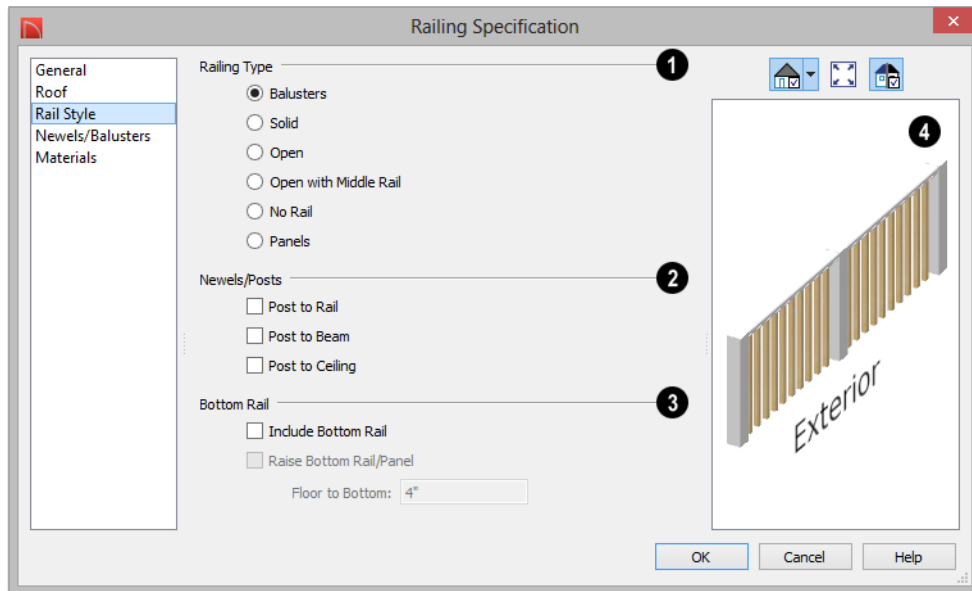 Railing Specification
General
Roof
Rail Style
Newels/Balusters
Materials
Railing Type
1
Balusters
Solid
Open
Open with Middle Rail
No Rail
Panels
Newels/Posts
2
Post to Rail
Post to Beam
Post to Ceiling
Bottom Rail
3
Include Bottom Rail
Raise Bottom Rail/Panel
Floor to Bottom: 4"
4
Exterior
OK
Cancel
Help